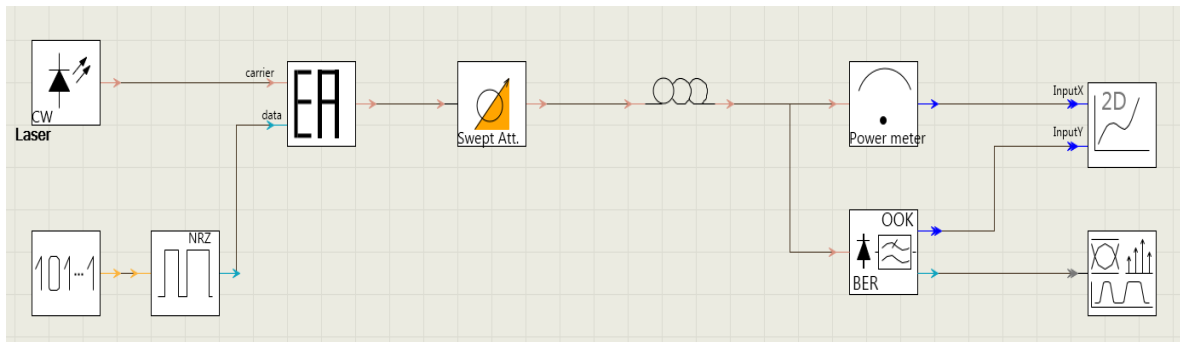 CW
Laser
carrier
data
EA
Swept Att.
Power meter
InputX
InputY
2D
101...1
NRZ
OOK
BER